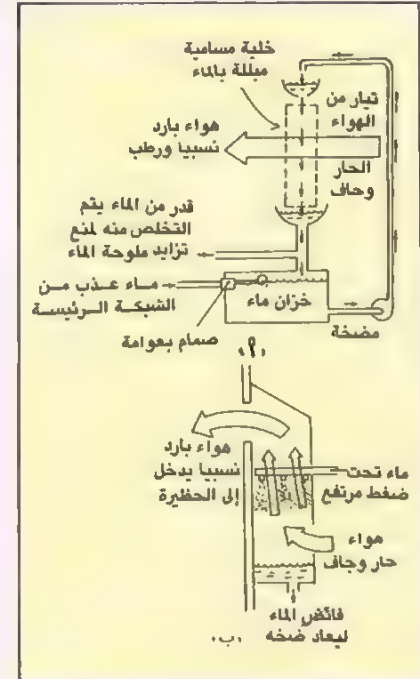 خلية مسامية
مبللة بالماء
تيار من
الهواء
الحار
وجاف
هواء بارد
نسبيا ورطب
قدر من الماء يتم
التخلص منه لمنع
تزايد ملوحة الماء
ماء عذب من
الشبكة الرئيسة
خزان ماء
مضخة
صمام بعوامة
،أ،
هواء بارد
نسبيا يدخل
إلى الحظيرة
ماء تحت
ضغط مرتفع
هواء
حار وجاف
فائض الماء
ليعاد ضخه
،ب،